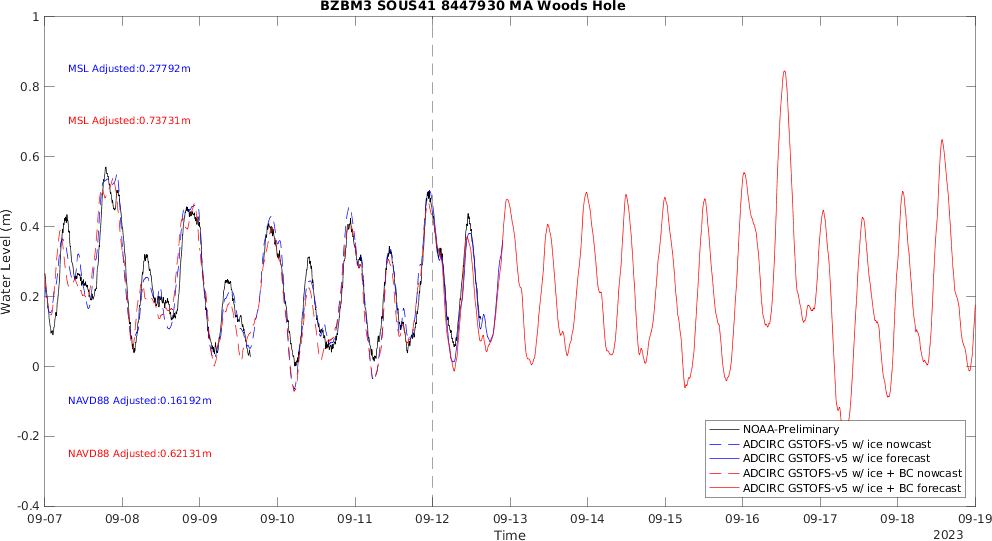 BZBM3 SOUS41 8447930 MA Woods Hole
1
0.8
0.6
0.4
0.2
0
-0.2
-0.4
Water Level (m)
MSL Adjusted:0.27792m
MSL Adjusted:0.73731m
NAVD88 Adjusted:0.16192m
NAVD88 Adjusted:0.62131m
NOAA-Preliminary
ADCIRC GSTOFS-v5 w/ ice nowcast
ADCIRC GSTOFS-v5 w/ ice forecast
ADCIRC GSTOFS-v5 w/ ice + BC nowcast
ADCIRC GSTOFS-v5 w/ ice + BC forecast
09-07 09-08 09-09 09-10 09-11 09-12 09-13 09-14 09-15 09-16 09-17 09-18 09-19
Time
2023